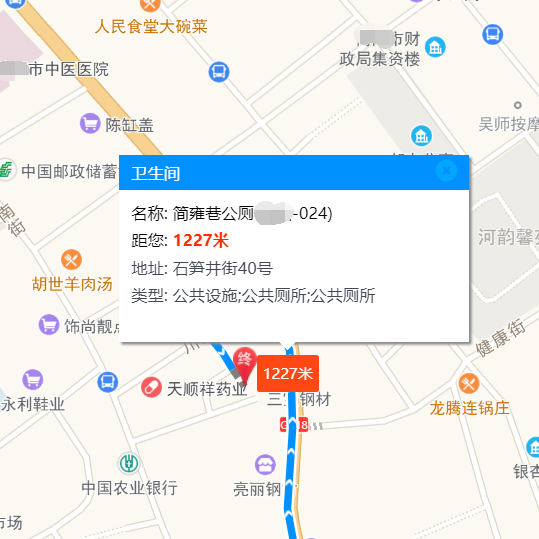 人民食堂大碗菜
市财
政局集资楼
市中医医院
陈缸盖
吴师按摩
中国邮政储蓄
卫生间
名称: 简雍巷公厕 -024)
距您: 1227米
地址: 石笋井街40号
类型: 公共设施;公共厕所;公共厕所
南街
河韵馨苑
胡世羊肉汤
饰尚靓点
川
健康街
终
1227米
天顺祥药业
永利鞋业
钢材
龙腾连锅庄
中国农业银行
亮丽钢
银杏
市场